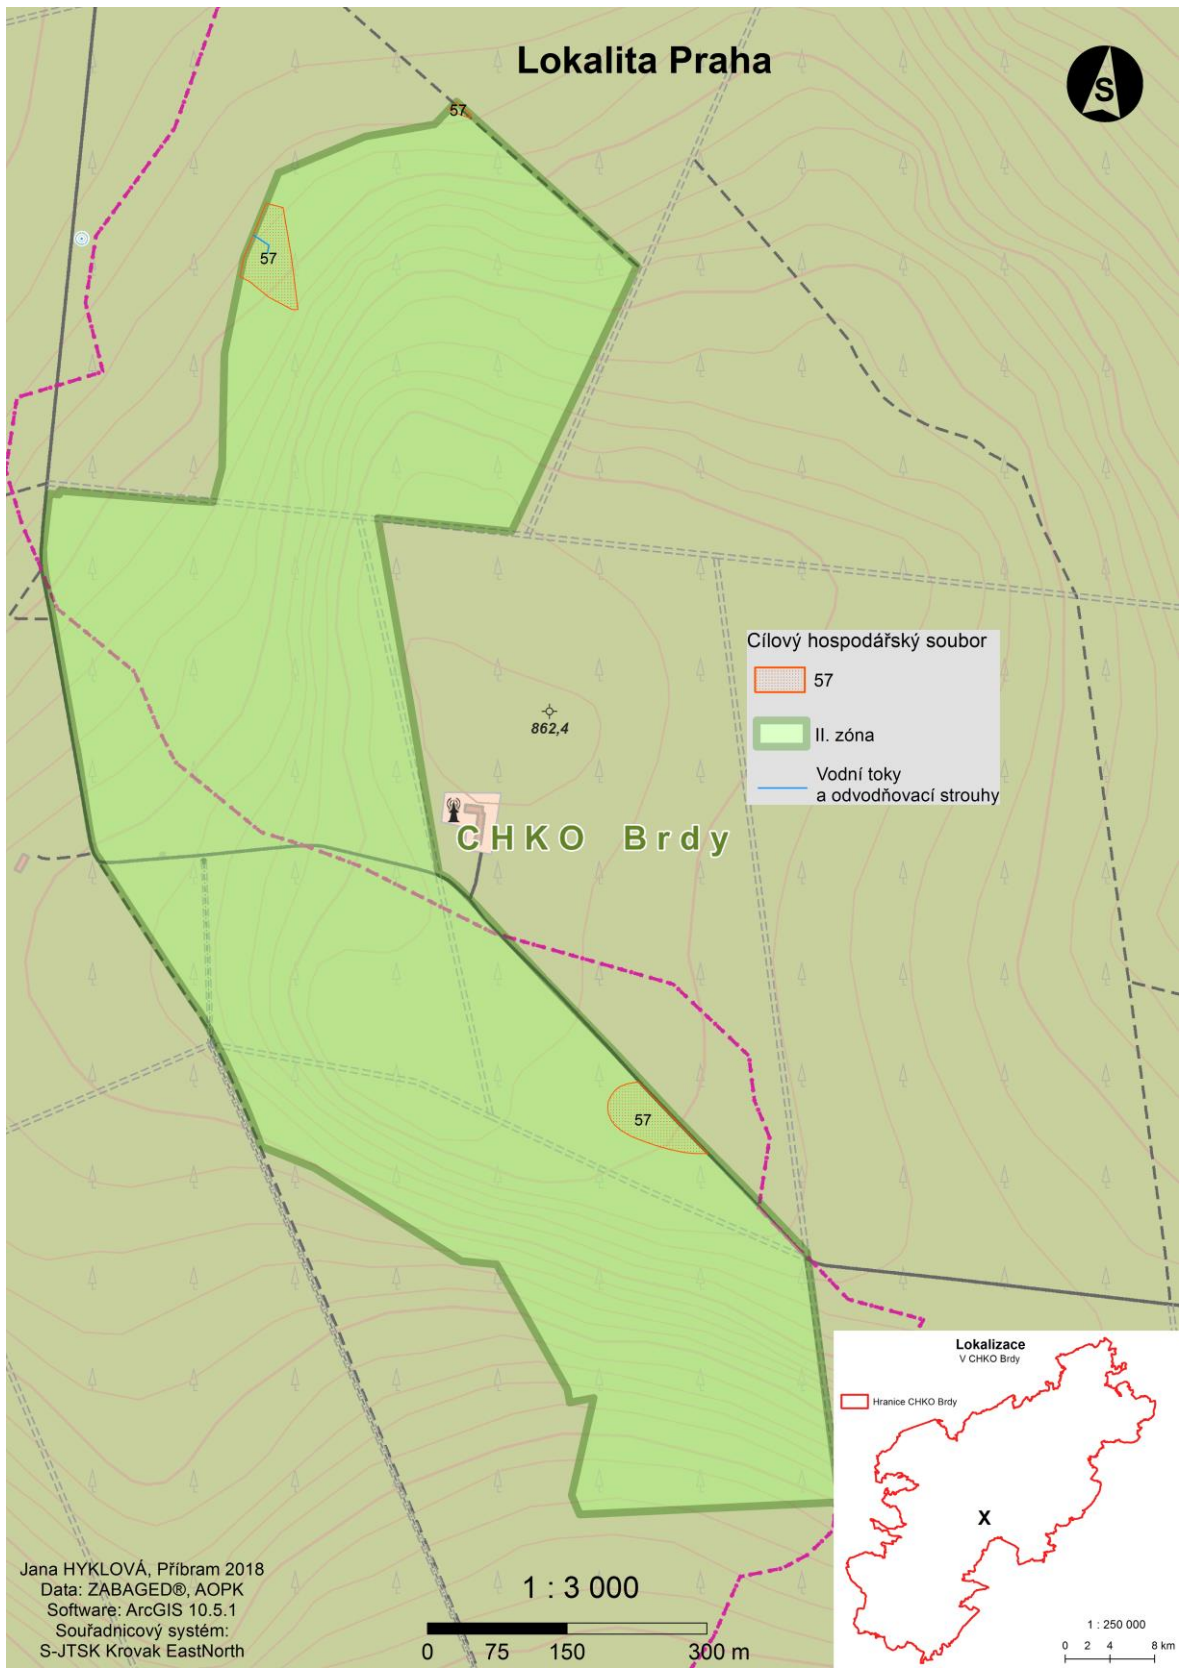 Lokalita Praha
S
57
57
Cílový hospodářský soubor
57
II. zóna
Vodní toky
a odvodňovací strouhy
862,4
CHKO Brdy
57
Lokalizace
V CHKO Brdy
Hranice CHKO Brdy
X
1 : 250 000
0 2 4 8 km
Jana HYKLOVÁ, Příbram 2018
Data: ZABAGED®, AOPK
Software: ArcGIS 10.5.1
Souřadnicový systém:
S-JTSK Krovak EastNorth
1 : 3 000
0 75 150 300 m